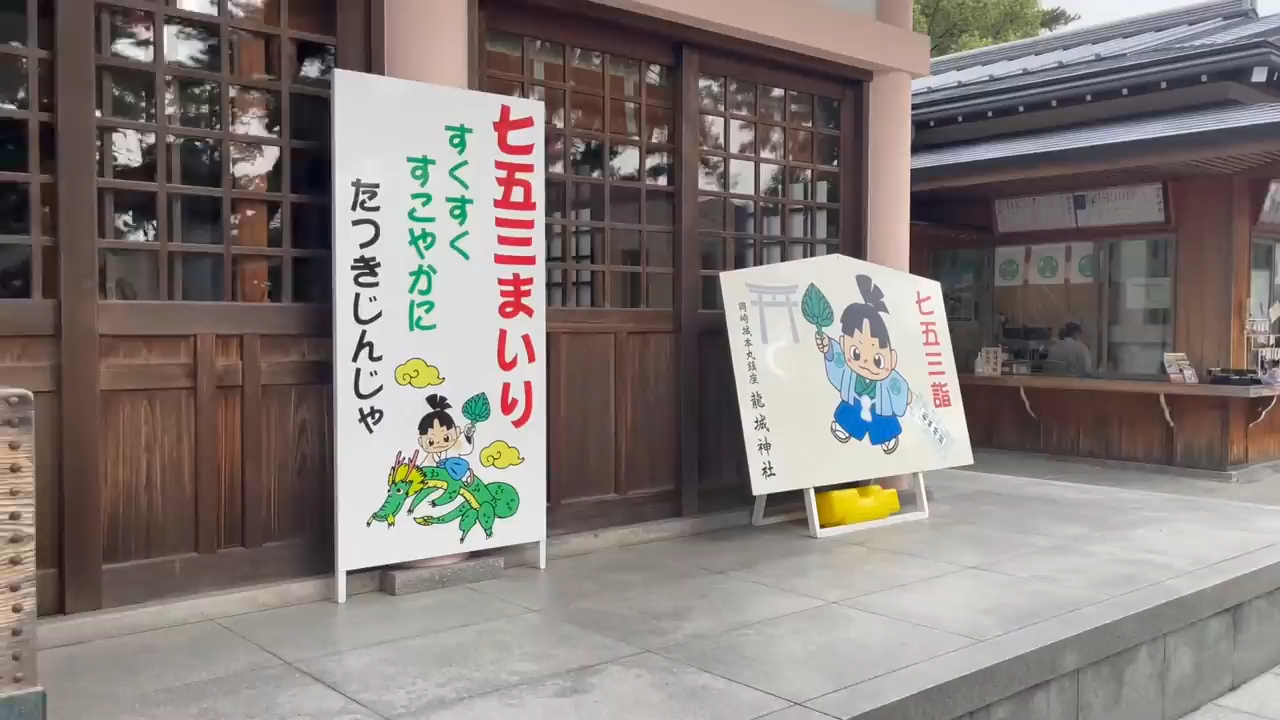 七五三まいり
すくすく
すこやかに
たつきじんじゃ
七五三詣
岡崎城本丸鎮座
龍城神社